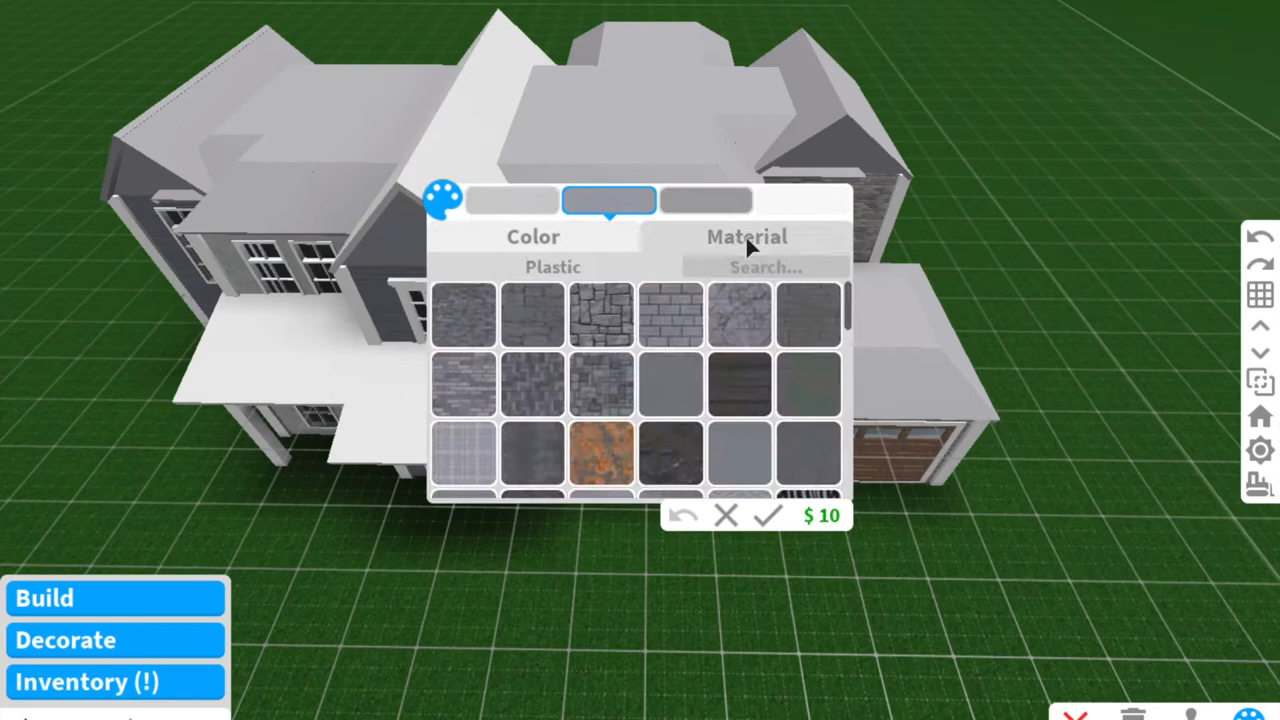 Color
Material
Plastic
Search...
$ 10
Build
Decorate
Inventory (!)